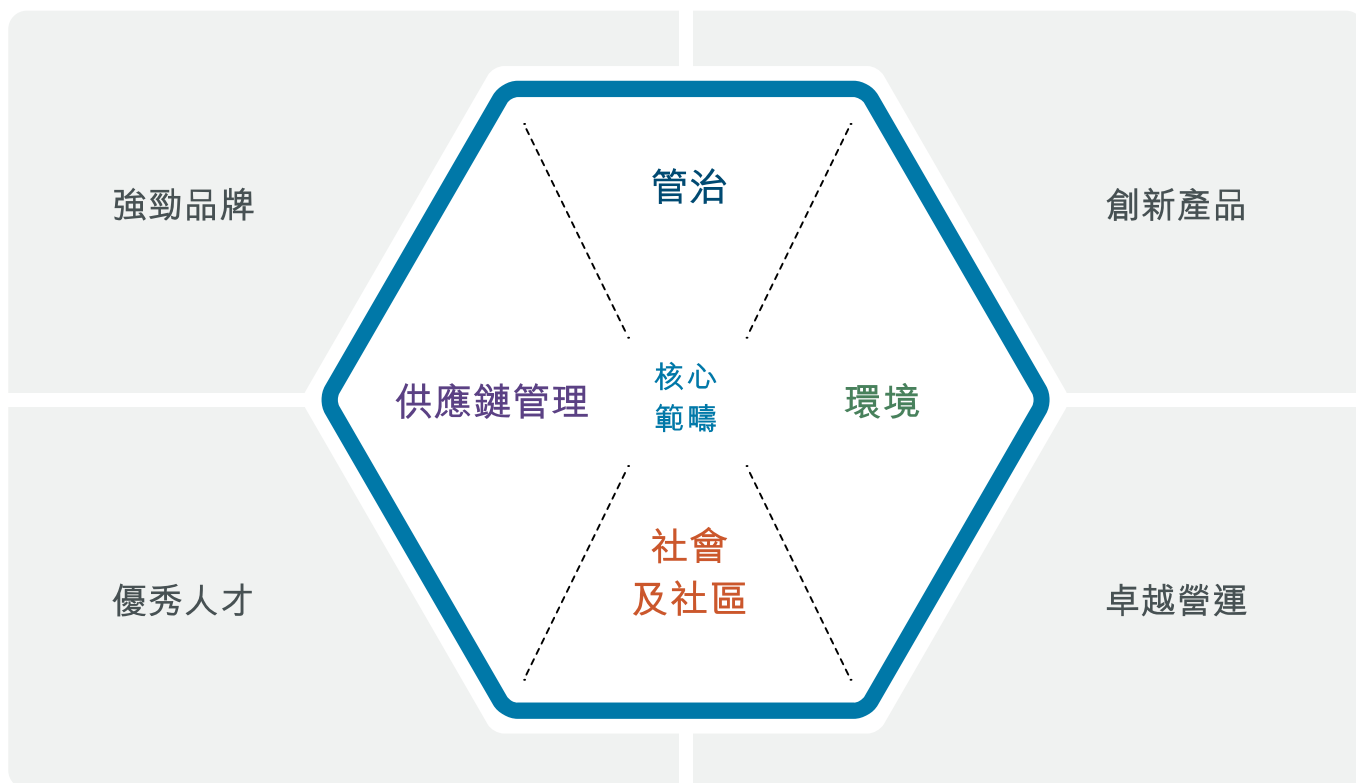 強勁品牌
管治
創新產品
供應鏈管理
核心
範疇
環境
社會
及社區
優秀人才
卓越營運